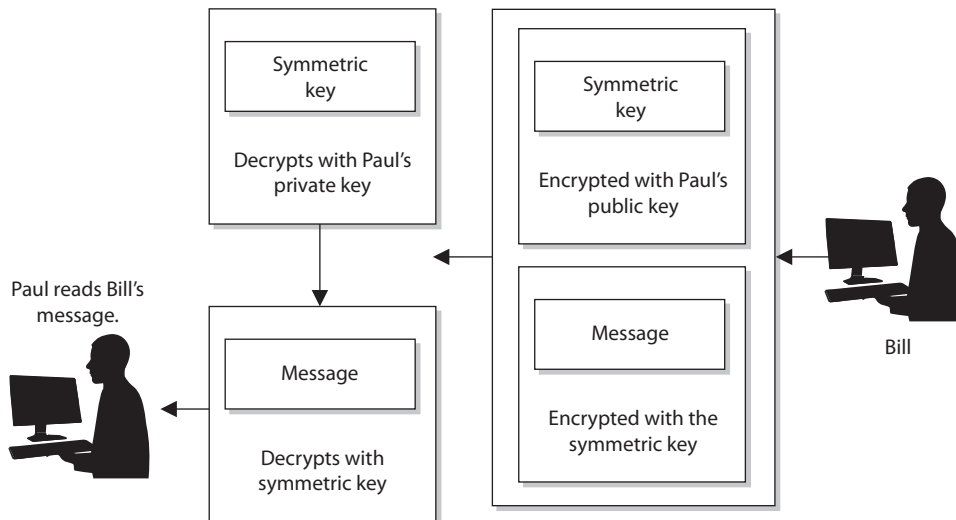 Symmetric
key
Decrypts with Paul's
private key
Symmetric
key
Encrypted with Paul's
public key
Paul reads Bill's
message.
Message
Decrypts with
symmetric key
Message
Encrypted with the
symmetric key
Bill